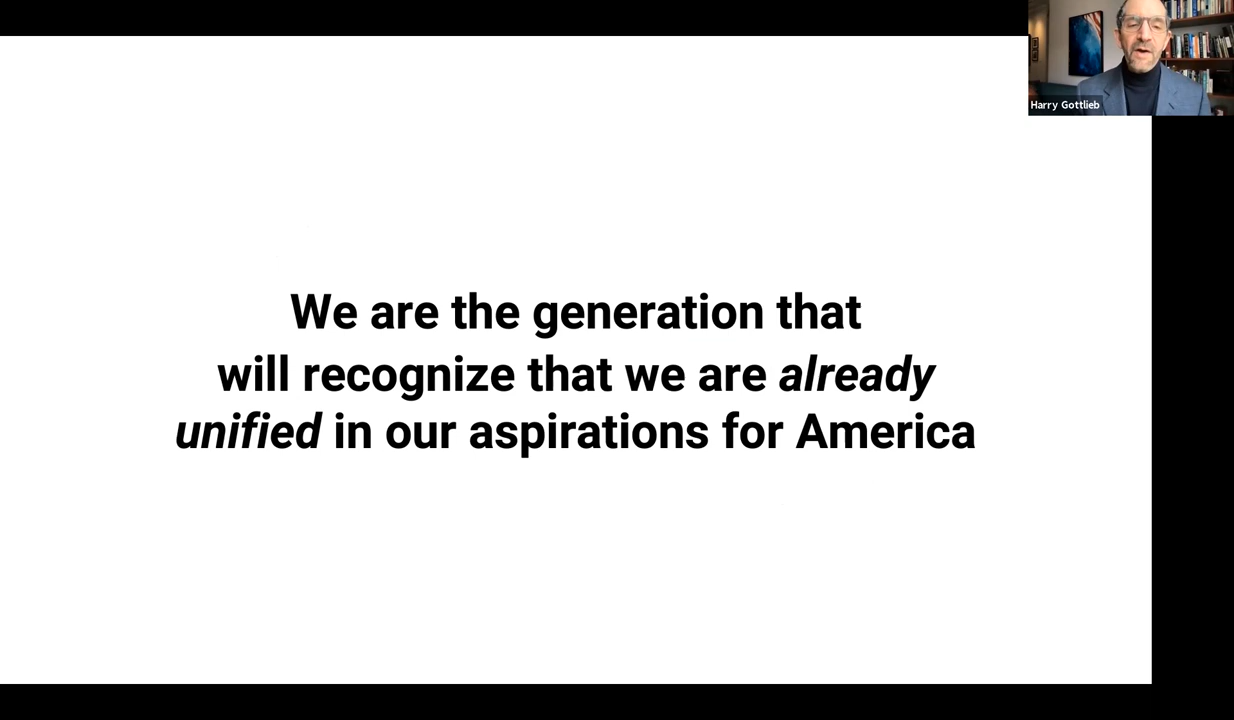 Harry Gottlieb
We are the generation that
will recognize that we are already
unified in our aspirations for America